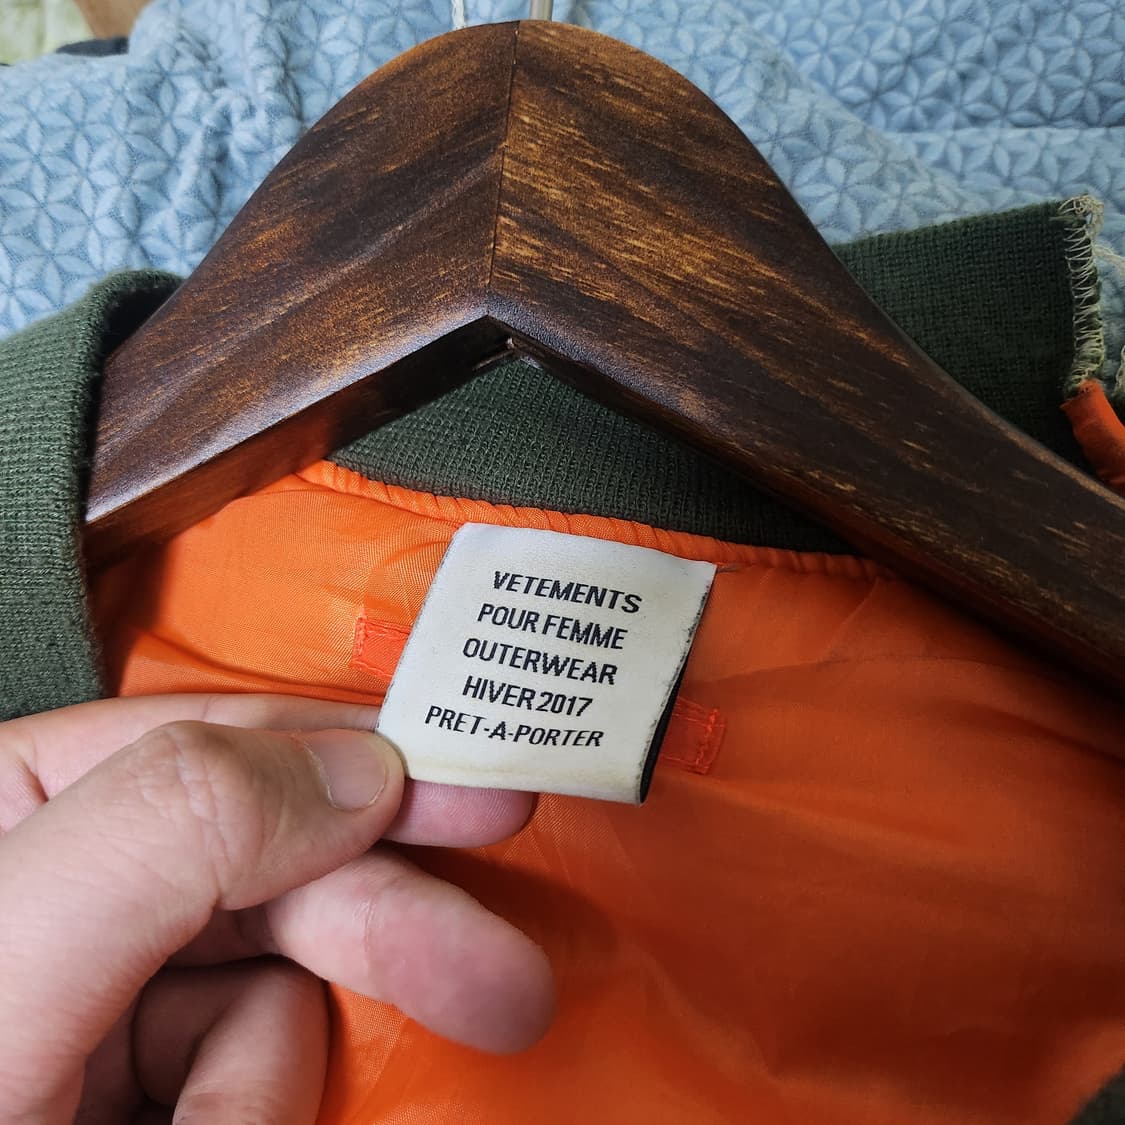 VETEMENTS
POUR FEMME
OUTERWEAR
HIVER 2017
PRET-A-PORTER